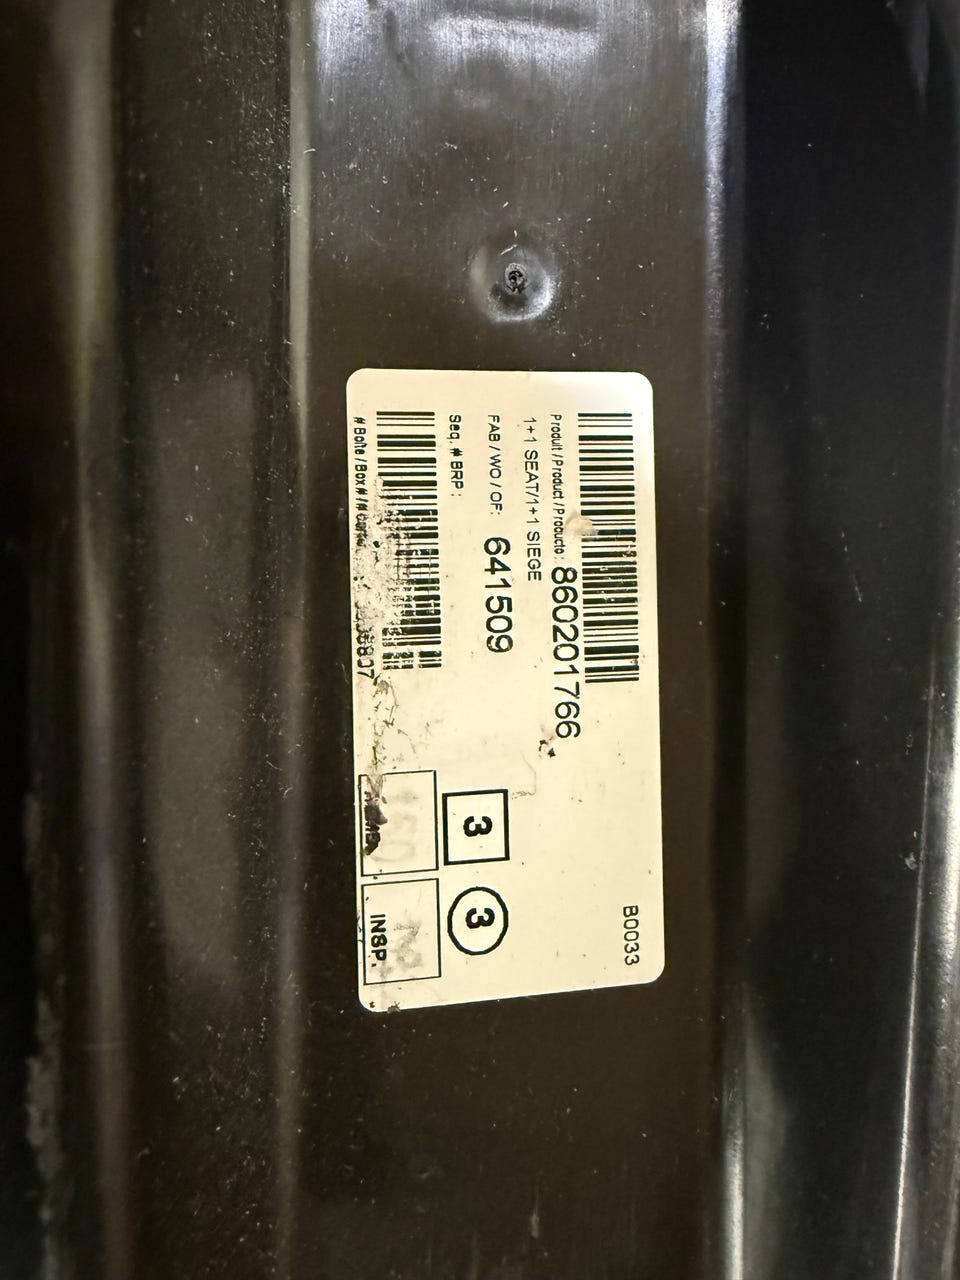 B0033
Produit / Product / Producto : 860201766
1+1 SEAT/1+1 SIEGE
FAB / WO / OF: 641509
Seq. # BRP :
3 3
# Boîte / Box # / #
INSP.